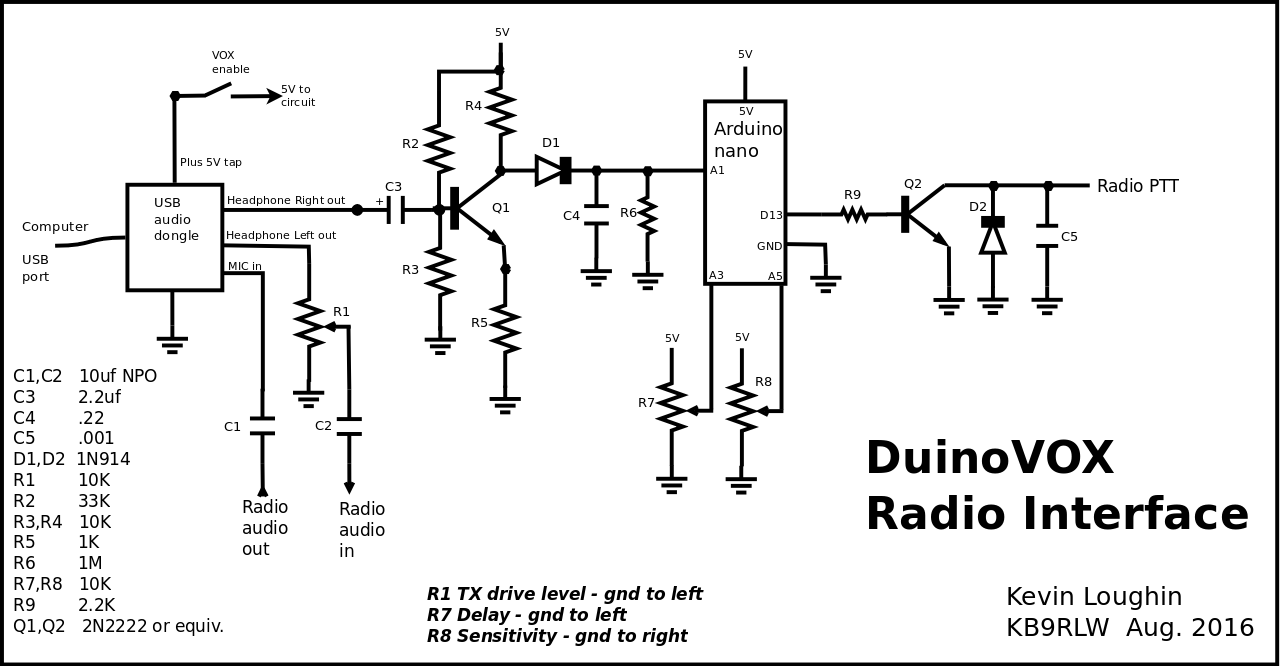 VOX
enable
5V to
circuit
Plus 5V tap
Computer
USB
port
USB
audio
dongle
Headphone Right out
Headphone Left out
MIC in
R1
C1
C2
Radio
audio
out
Radio
audio
in
C3
+
R2
R3
5V
R4
Q1
R5
D1
C4
R6
5V
5V
Arduino
nano
A1
D13
GND
A3
A5
5V
R7
5V
R8
R9
Q2
D2
C5
Radio PTT
C1,C2 10uf NPO
C3 2.2uf
C4 .22
C5 .001
D1,D2 1N914
R1 10K
R2 33K
R3,R4 10K
R5 1K
R6 1M
R7,R8 10K
R9 2.2K
Q1,Q2 2N2222 or equiv.
R1 TX drive level - gnd to left
R7 Delay - gnd to left
R8 Sensitivity - gnd to right
DuinoVOX
Radio Interface
Kevin Loughin
KB9RLW Aug. 2016